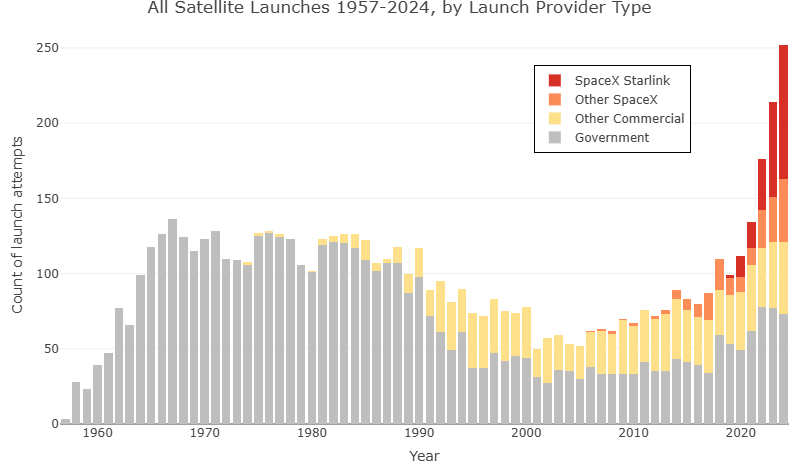 All Satellite Launches 1957-2024, by Launch Provider Type
250
200
150
100
50
0
Count of launch attempts
SpaceX Starlink
Other SpaceX
Other Commercial
Government
1960 1970 1980 1990 2000 2010 2020
Year